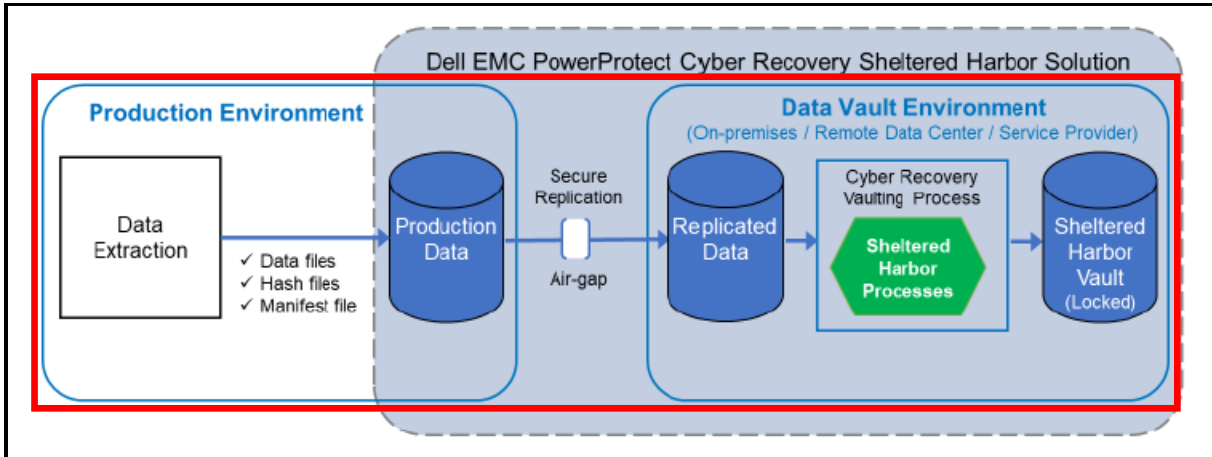 Dell EMC PowerProtect Cyber Recovery Sheltered Harbor Solution
Production Environment
Data
Extraction
✓ Data files
✓ Hash files
✓ Manifest file
Production
Data
Secure
Replication
Air-gap
Data Vault Environment
(On-premises / Remote Data Center / Service Provider)
Replicated
Data
Cyber Recovery
Vaulting Process
Sheltered
Harbor
Processes
Sheltered
Harbor
Vault
(Locked)